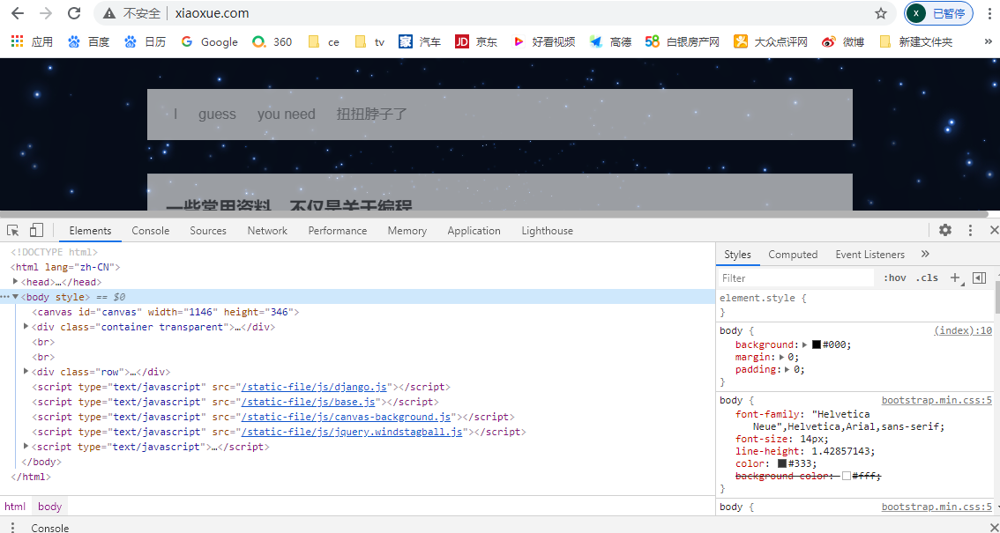 不安全 xiaoxue.com 已暂停
应用 百度 日历 Google 360 ce tv 汽车 京东 好看视频 高德 白银房产网 大众点评网 微博 新建文件夹 »
I guess you need 扭扭脖子了
一些常用资料，不仅是关于编程
Elements Console Sources Network Performance Memory Application Lighthouse
<!DOCTYPE html>
<html lang="zh-CN">
<head>…</head>
<body style> == $0
<canvas id="canvas" width="1146" height="346">
<div class="container transparent">…</div>
<br>
<br>
<div class="row">…</div>
<script type="text/javascript" src="/static-file/js/django.js"></script>
<script type="text/javascript" src="/static-file/js/base.js"></script>
<script type="text/javascript" src="/static-file/js/canvas-background.js"></script>
<script type="text/javascript" src="/static-file/js/jquery.windstagball.js"></script>
<script type="text/javascript">…</script>
</body>
</html>
html body
Console
Styles Computed Event Listeners »
Filter :hov .cls
element.style {
}
body { (index):10
background: #000;
margin: 0;
padding: 0;
}
body { bootstrap.min.css:5
font-family: "Helvetica
Neue",Helvetica,Arial,sans-serif;
font-size: 14px;
line-height: 1.42857143;
color: #333;
background-color: #fff;
}
body { bootstrap.min.css:5